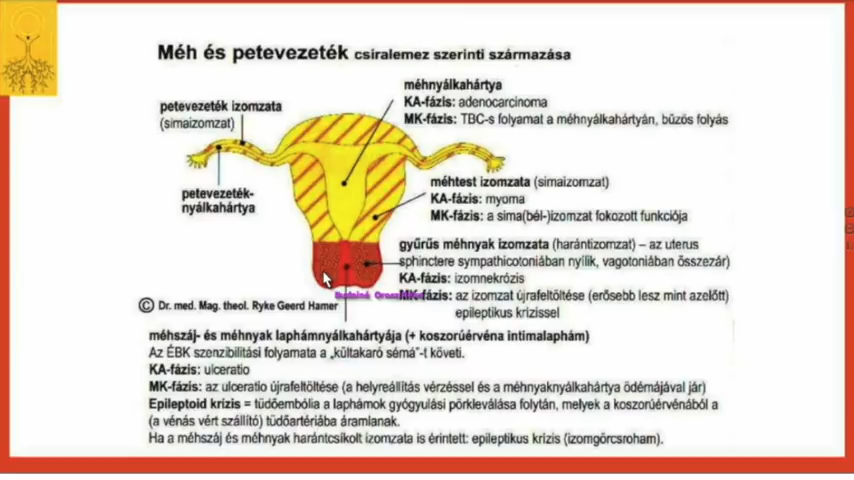 Méh és petevezeték csiralemez szerinti származása
méhnyálkahártya
KA-fázis: adenocarcinoma
MK-fázis: TBC-s folyamat a méhnyálkahártyán, bűzös folyás
petevezeték izomzata
(simaizomzat)
petevezeték-
nyálkahártya
méhtest izomzata (simaizomzat)
KA-fázis: myoma
MK-fázis: a sima(bél-)izomzat fokozott funkciója
gyűrűs méhnyak izomzata (harántizomzat) – az uterus
sphinctere sympathicotoniában nyílik, vagotoniában összezár)
KA-fázis: izomnekrózis
MK-fázis: az izomzat újrafeltöltése (erősebb lesz mint azelőtt)
epileptikus krízissel
© Dr. med. Mag. theol. Ryke Geerd Hamer
méhszáj- és méhnyak laphámnyálkahártyája (+ koszorúérvéna intimalaphám)
Az ÉBK szenzibilitási folyamata a „kültakaró sémá"-t követi.
KA-fázis: ulceratio
MK-fázis: az ulceratio újrafeltöltése (a helyreállítás vérzéssel és a méhnyaknyálkahártya ödémájával jár)
Epileptoid krízis = tüdőembólia a laphámok gyógyulási pörkleválása folytán, melyek a koszorúérvénából a
(a vénás vért szállító) tüdőartériába áramlanak.
Ha a méhszáj és méhnyak harántcsíkolt izomzata is érintett: epileptikus krízis (izomgörcsroham).